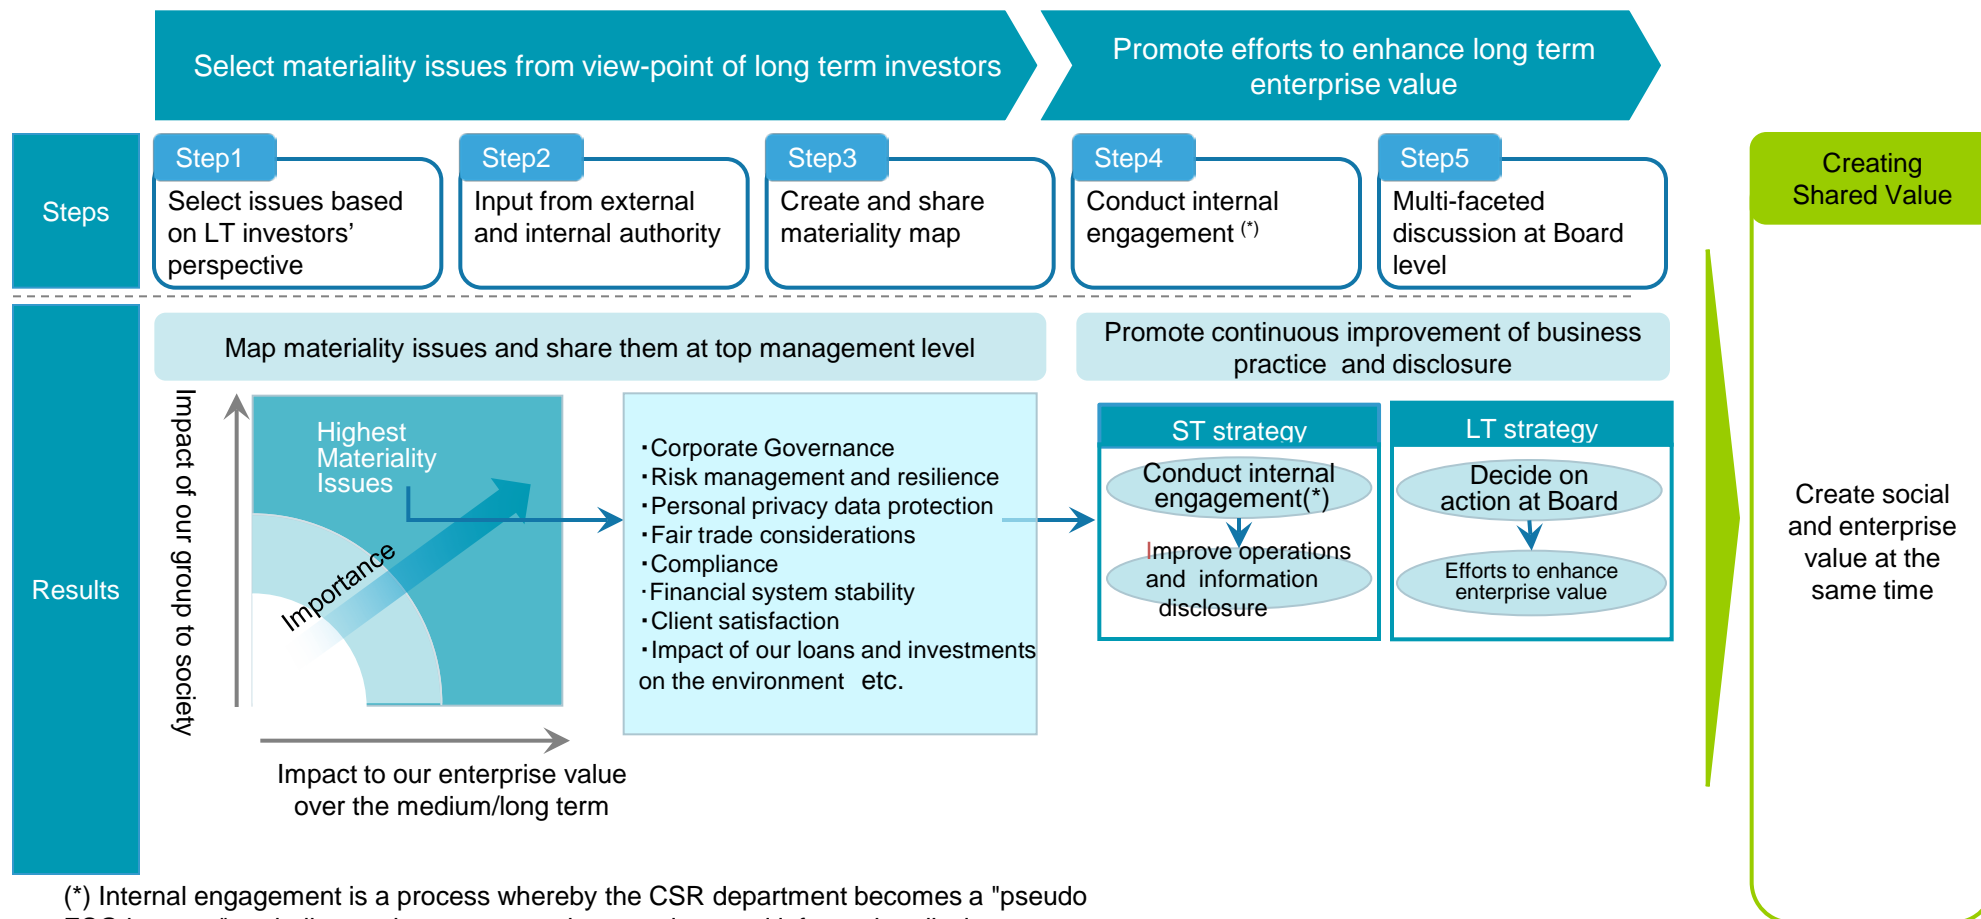 Select materiality issues from view-point of long term investors
Promote efforts to enhance long term
enterprise value
Steps
Step1
Select issues based
on LT investors’
perspective
Step2
Input from external
and internal authority
Step3
Create and share
materiality map
Step4
Conduct internal
engagement (*)
Step5
Multi-faceted
discussion at Board
level
Creating
Shared Value
Create social
and enterprise
value at the
same time
Results
Map materiality issues and share them at top management level
Promote continuous improvement of business
practice and disclosure
Impact of our group to society
Highest
Materiality
Issues
Importance
Impact to our enterprise value
over the medium/long term
・Corporate Governance
・Risk management and resilience
・Personal privacy data protection
・Fair trade considerations
・Compliance
・Financial system stability
・Client satisfaction
・Impact of our loans and investments
on the environment etc.
ST strategy
Conduct internal
engagement(*)
Improve operations
and information
disclosure
LT strategy
Decide on
action at Board
Efforts to enhance
enterprise value
(*) Internal engagement is a process whereby the CSR department becomes a "pseudo